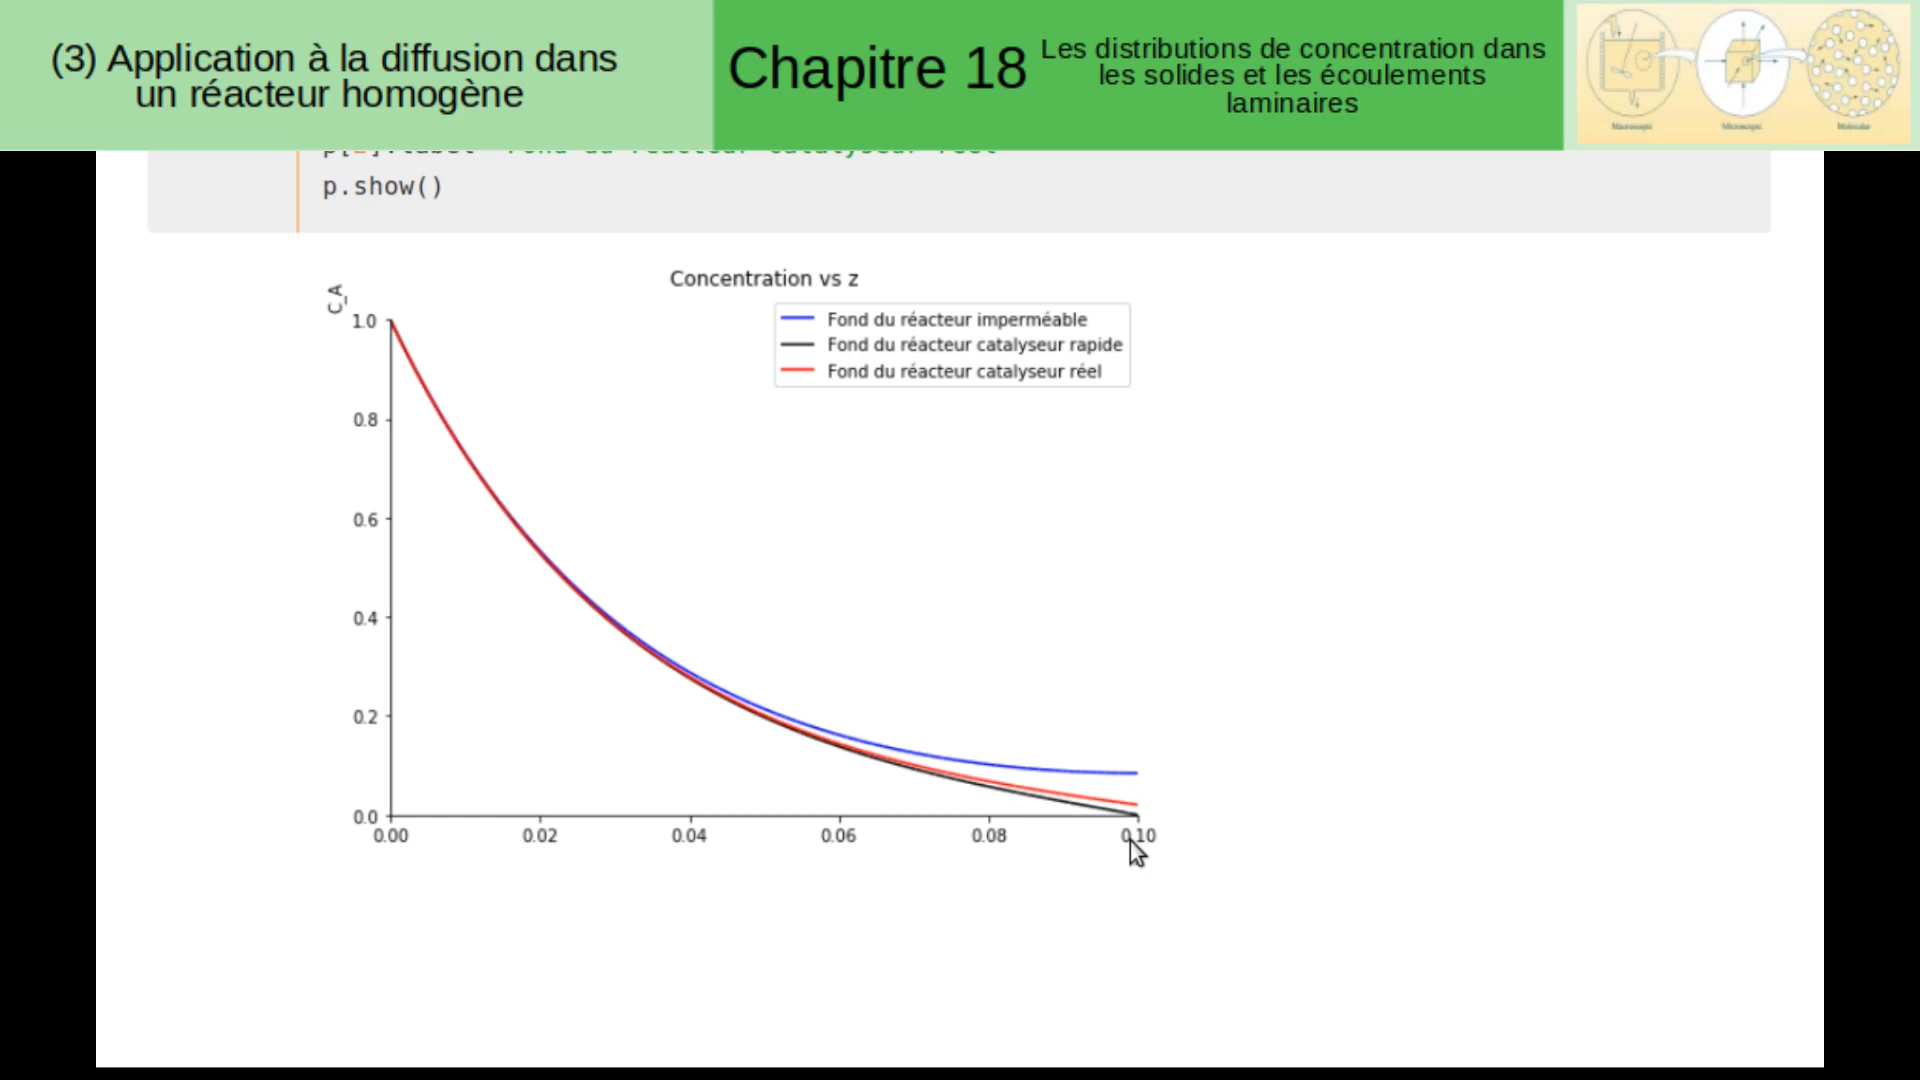 (3) Application à la diffusion dans
un réacteur homogène
Chapitre 18
Les distributions de concentration dans
les solides et les écoulements
laminaires
Macroscopic
Microscopic
Molecular
p.show()
Concentration vs z
C_A
Fond du réacteur imperméable
Fond du réacteur catalyseur rapide
Fond du réacteur catalyseur réel
1.0
0.8
0.6
0.4
0.2
0.0
0.00 0.02 0.04 0.06 0.08 0.10